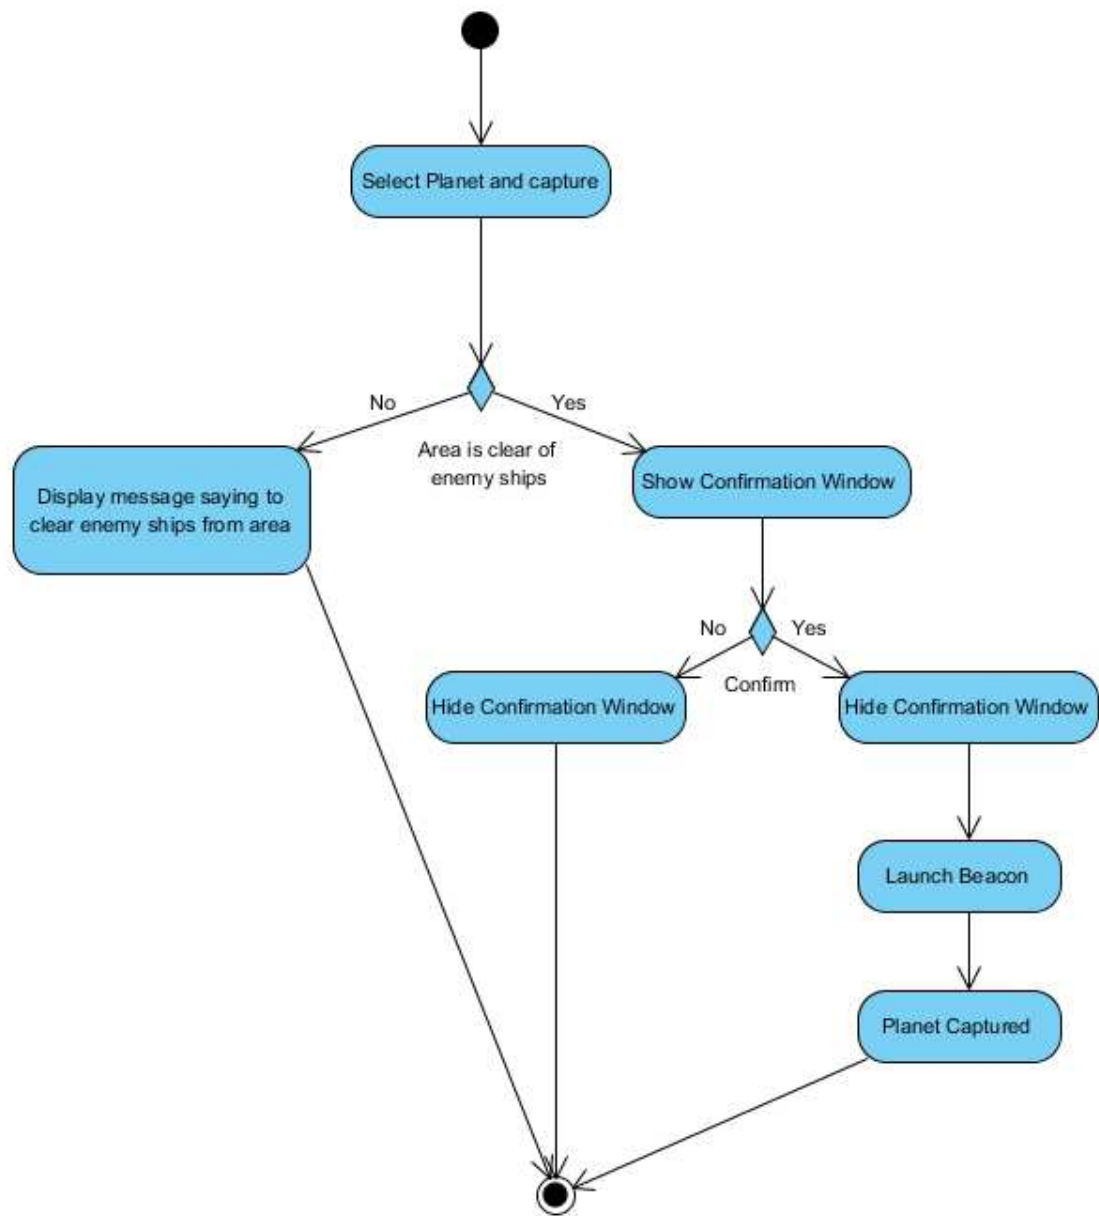 Select Planet and capture
No
Yes
Area is clear of
enemy ships
Display message saying to
clear enemy ships from area
Show Confirmation Window
No
Yes
Confirm
Hide Confirmation Window
Hide Confirmation Window
Launch Beacon
Planet Captured